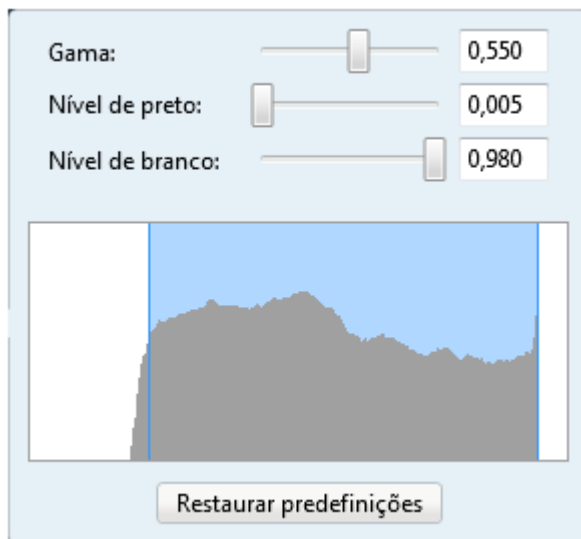 Gama: 0,550
Nível de preto: 0,005
Nível de branco: 0,980
Restaurar predefinições